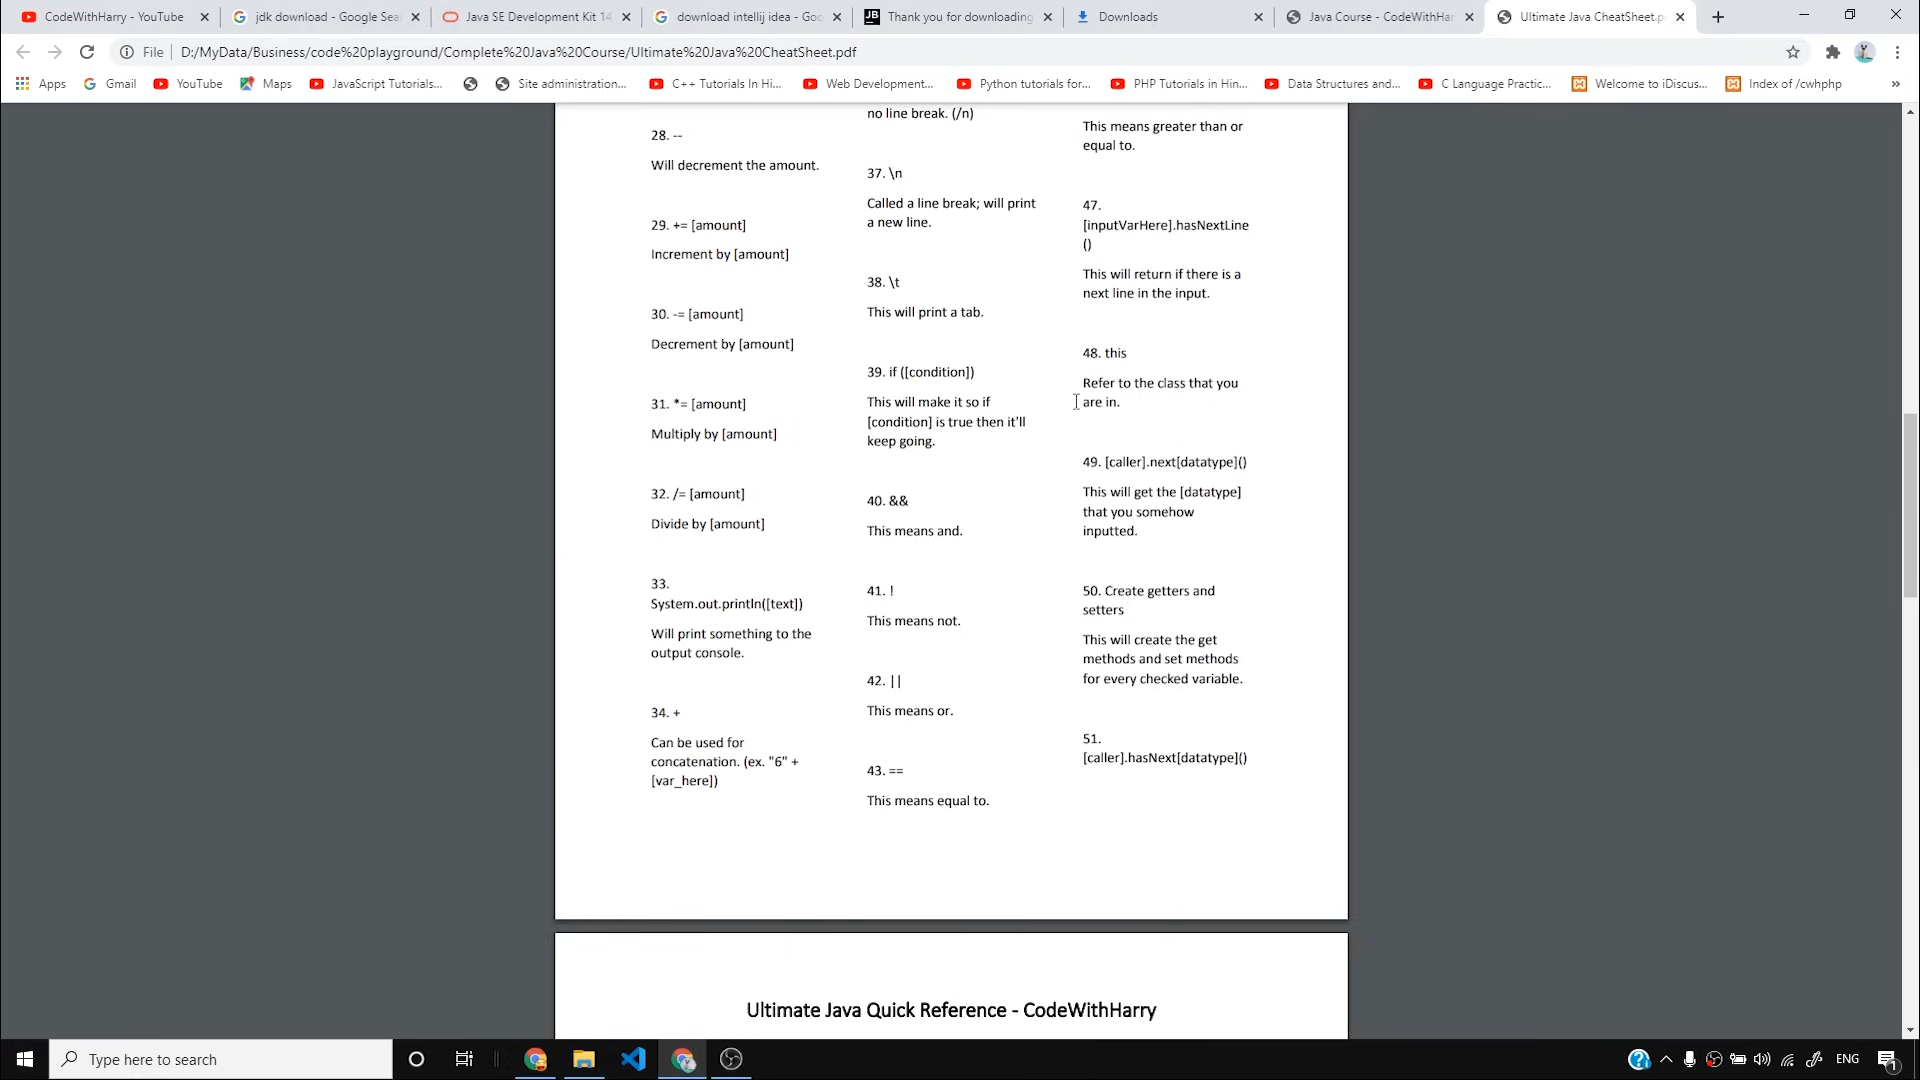 CodeWithHarry - YouTube
jdk download - Google Sea
Java SE Development Kit 14
download intellij idea - Goo
JB
Thank you for downloading
Downloads
Java Course - CodeWithHar
Ultimate Java CheatSheet.p
File
D:/MyData/Business/code%20playground/Complete%20Java%20Course/Ultimate%20Java%20CheatSheet.pdf
Apps
Gmail
YouTube
Maps
JavaScript Tutorials...
Site administration...
C++ Tutorials In Hi...
Web Development...
Python tutorials for...
PHP Tutorials in Hin...
Data Structures and...
C Language Practic...
Welcome to iDiscus...
Index of /cwhphp
»
28. --
Will decrement the amount.
29. += [amount]
Increment by [amount]
30. -= [amount]
Decrement by [amount]
31. *= [amount]
Multiply by [amount]
32. /= [amount]
Divide by [amount]
33.
System.out.println([text])
Will print something to the
output console.
34. +
Can be used for
concatenation. (ex. "6" +
[var_here])
no line break. (/n)
37. \n
Called a line break; will print
a new line.
38. \t
This will print a tab.
39. if ([condition])
This will make it so if
[condition] is true then it'll
keep going.
40. &&
This means and.
41. !
This means not.
42. ||
This means or.
43. ==
This means equal to.
This means greater than or
equal to.
47.
[inputVarHere].hasNextLine
()
This will return if there is a
next line in the input.
48. this
Refer to the class that you
are in.
49. [caller].next[datatype]()
This will get the [datatype]
that you somehow
inputted.
50. Create getters and
setters
This will create the get
methods and set methods
for every checked variable.
51.
[caller].hasNext[datatype]()
Ultimate Java Quick Reference - CodeWithHarry
Type here to search
ENG
1